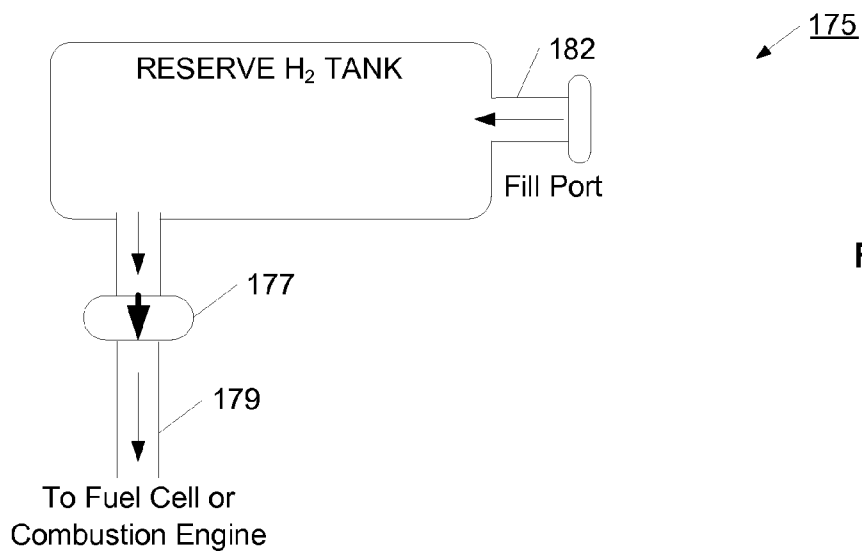 175
182
RESERVE H₂ TANK
Fill Port
177
179
To Fuel Cell or
Combustion Engine